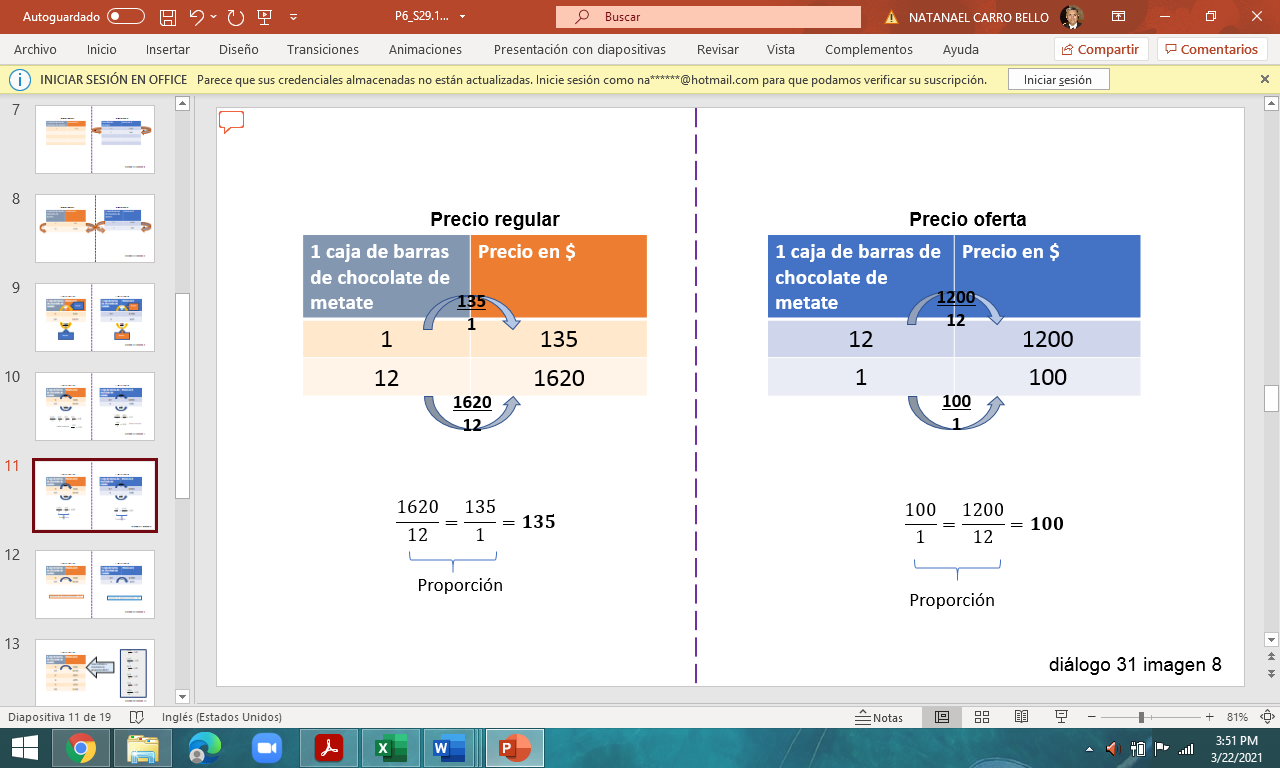 Autoguardado
P6_S29.1...
Buscar
NATANAEL CARRO BELLO
Archivo Inicio Insertar Diseño Transiciones Animaciones Presentación con diapositivas Revisar Vista Complementos Ayuda Compartir Comentarios
INICIAR SESIÓN EN OFFICE Parece que sus credenciales almacenadas no están actualizadas. Inicie sesión como na******@hotmail.com para que podamos verificar su suscripción. Iniciar sesión
7
8
9
10
11
12
13
Precio regular
1 caja de barras de chocolate de metate
Precio en $
135
1
1 135
12 1620
1620
12
1620/12 = 135/1 = 135
Proporción
Precio oferta
1 caja de barras de chocolate de metate
Precio en $
1200
12
12 1200
1 100
100
1
100/1 = 1200/12 = 100
Proporción
diálogo 31 imagen 8
Diapositiva 11 de 19 Inglés (Estados Unidos) Notas 81%
3:51 PM
3/22/2021